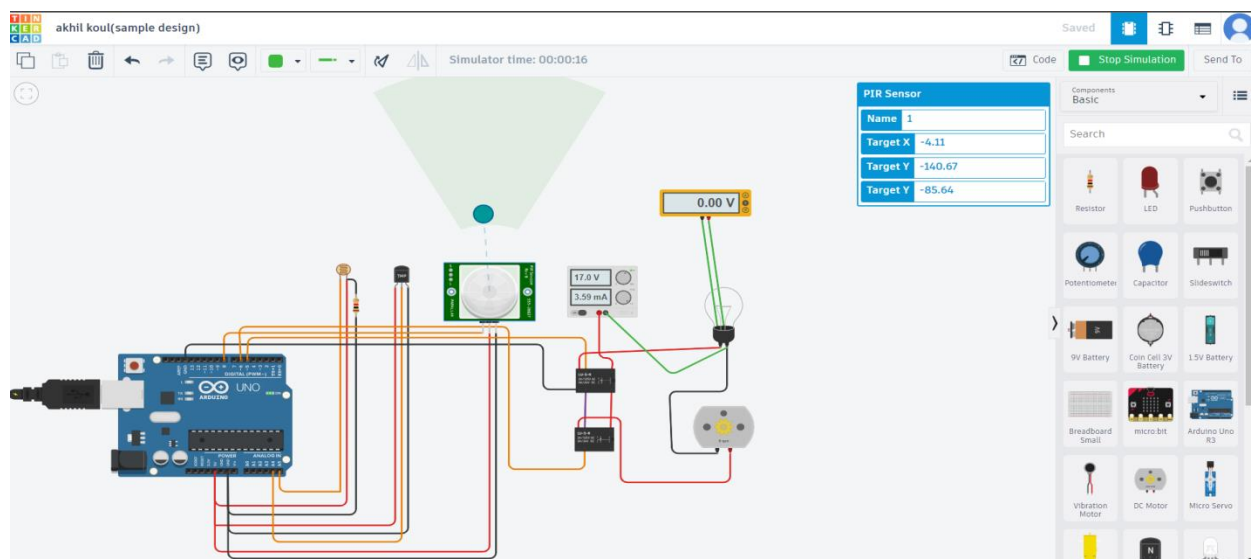 TIN
KER
CAD
akhil koul(sample design)
Saved
Simulator time: 00:00:16
Code
Stop Simulation
Send To
PIR Sensor
Name 1
Target X -4.11
Target Y -140.67
Target Y -85.64
Components
Basic
Search
Resistor
LED
Pushbutton
Potentiometer
Capacitor
Slideswitch
9V Battery
Coin Cell 3V
Battery
1.5V Battery
Breadboard
Small
micro:bit
Arduino Uno
R3
Vibration
Motor
DC Motor
Micro Servo
0.00 V
17.0 V
3.59 mA
TMP
DIGITAL (PWM ~)
UNO
ARDUINO
POWER
ANALOG IN